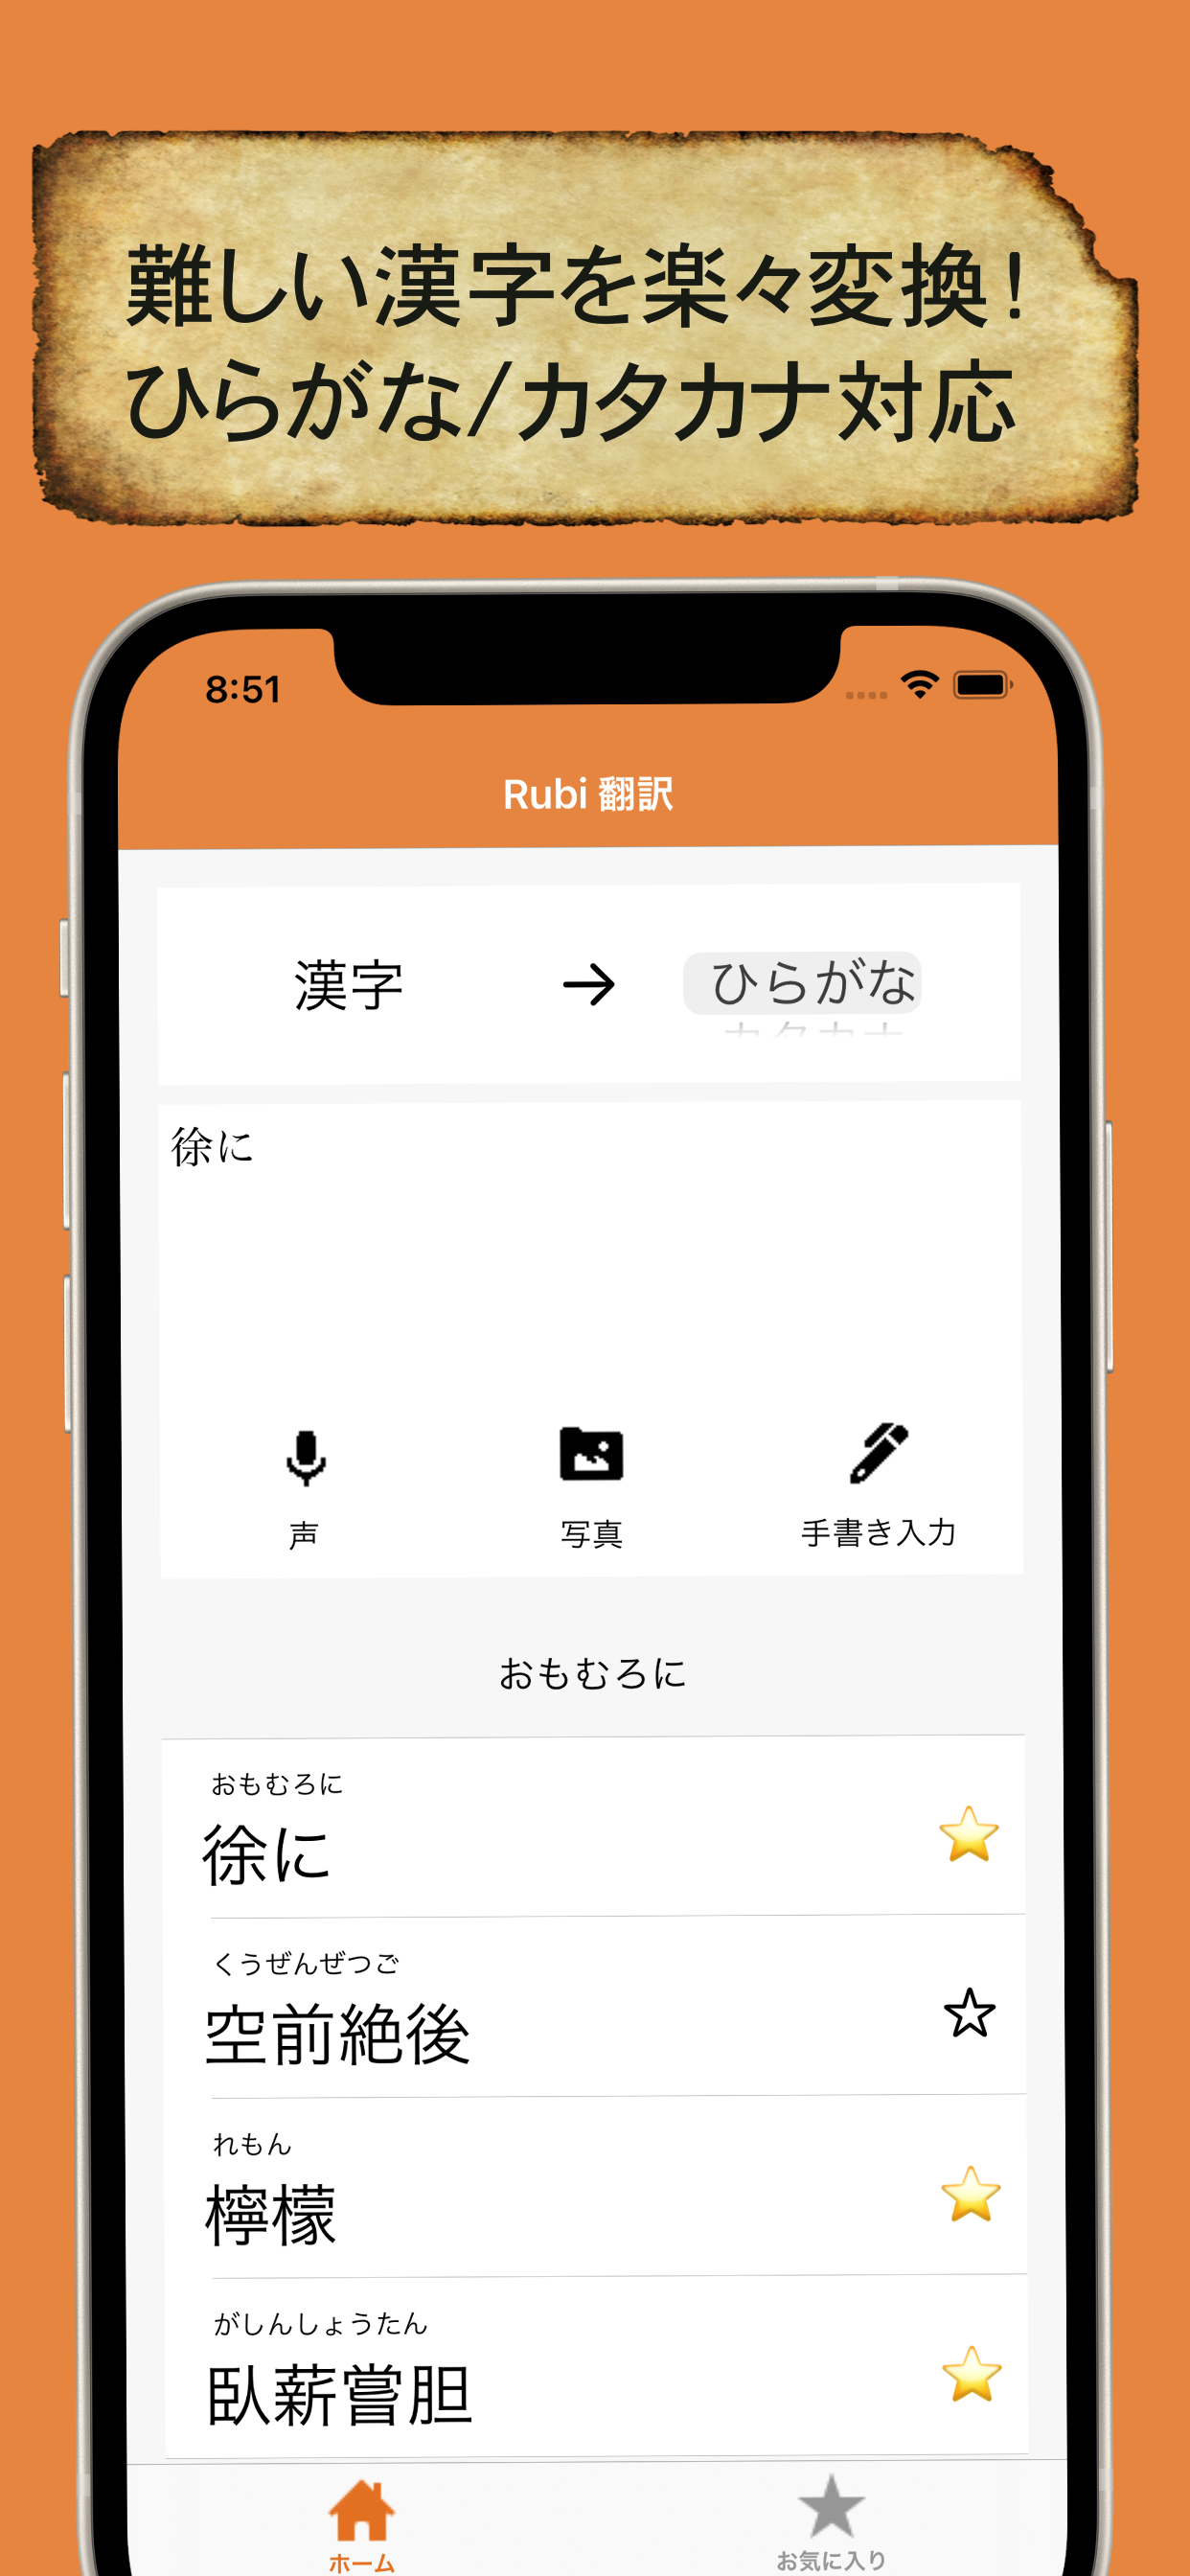 難しい漢字を楽々変換！
ひらがな/カタカナ対応
8:51
Rubi 翻訳
漢字 → ひらがな
カタカナ
徐に
声 写真 手書き入力
おもむろに
おもむろに
徐に
くうぜんぜつご
空前絶後
れもん
檸檬
がしんしょうたん
臥薪嘗胆
ホーム お気に入り